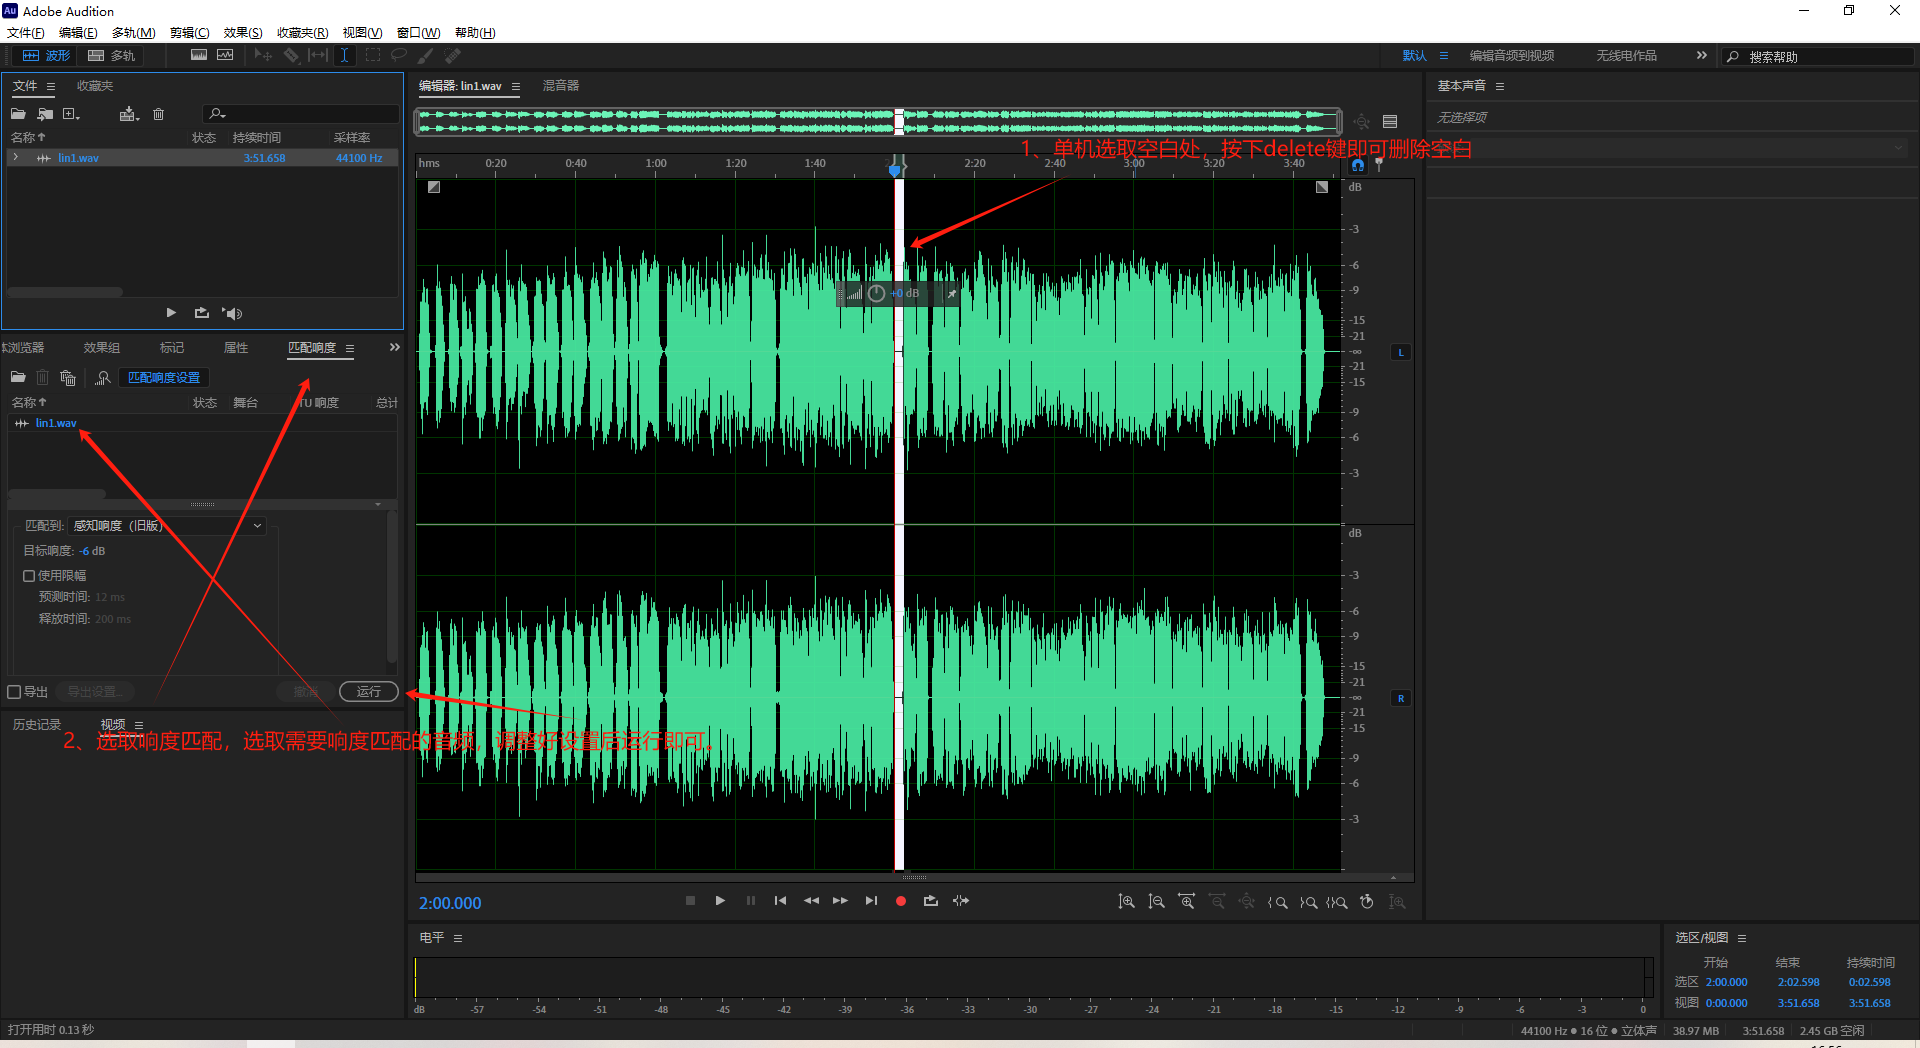 Au Adobe Audition
文件(F) 编辑(E) 多轨(M) 剪辑(C) 效果(S) 收藏夹(R) 视图(V) 窗口(W) 帮助(H)
波形 多轨 默认 编辑音频到视频 无线电作品 搜索帮助
文件 收藏夹
名称 状态 持续时间 采样率
lin1.wav 3:51.658 44100 Hz
体浏览器 效果组 标记 属性 匹配响度
匹配响度设置
名称 状态 舞台 TU 响度 总计
lin1.wav
匹配到: 感知响度（旧版）
目标响度: -6 dB
使用限幅
预测时间: 12 ms
释放时间: 200 ms
导出 导出设置... 撤消 运行
历史记录 视频
2、选取响度匹配，选取需要响度匹配的音频，调整好设置后运行即可。
编辑器: lin1.wav 混音器
1、单机选取空白处，按下delete键即可删除空白
hms 0:20 0:40 1:00 1:20 1:40 2:20 2:40 3:00 3:20 3:40
+0 dB
dB
-3
-6
-9
-15
-21
-∞
-21
-15
-9
-6
-3
L
dB
-3
-6
-9
-15
-21
-∞
-21
-15
-9
-6
-3
R
2:00.000
电平
dB -57 -54 -51 -48 -45 -42 -39 -36 -33 -30 -27 -24 -21 -18 -15 -12 -9 -6 -3 0
基本声音
无选择项
选区/视图
开始 结束 持续时间
选区 2:00.000 2:02.598 0:02.598
视图 0:00.000 3:51.658 3:51.658
打开用时 0.13 秒
44100 Hz ● 16 位 ● 立体声 38.97 MB 3:51.658 2.45 GB 空闲